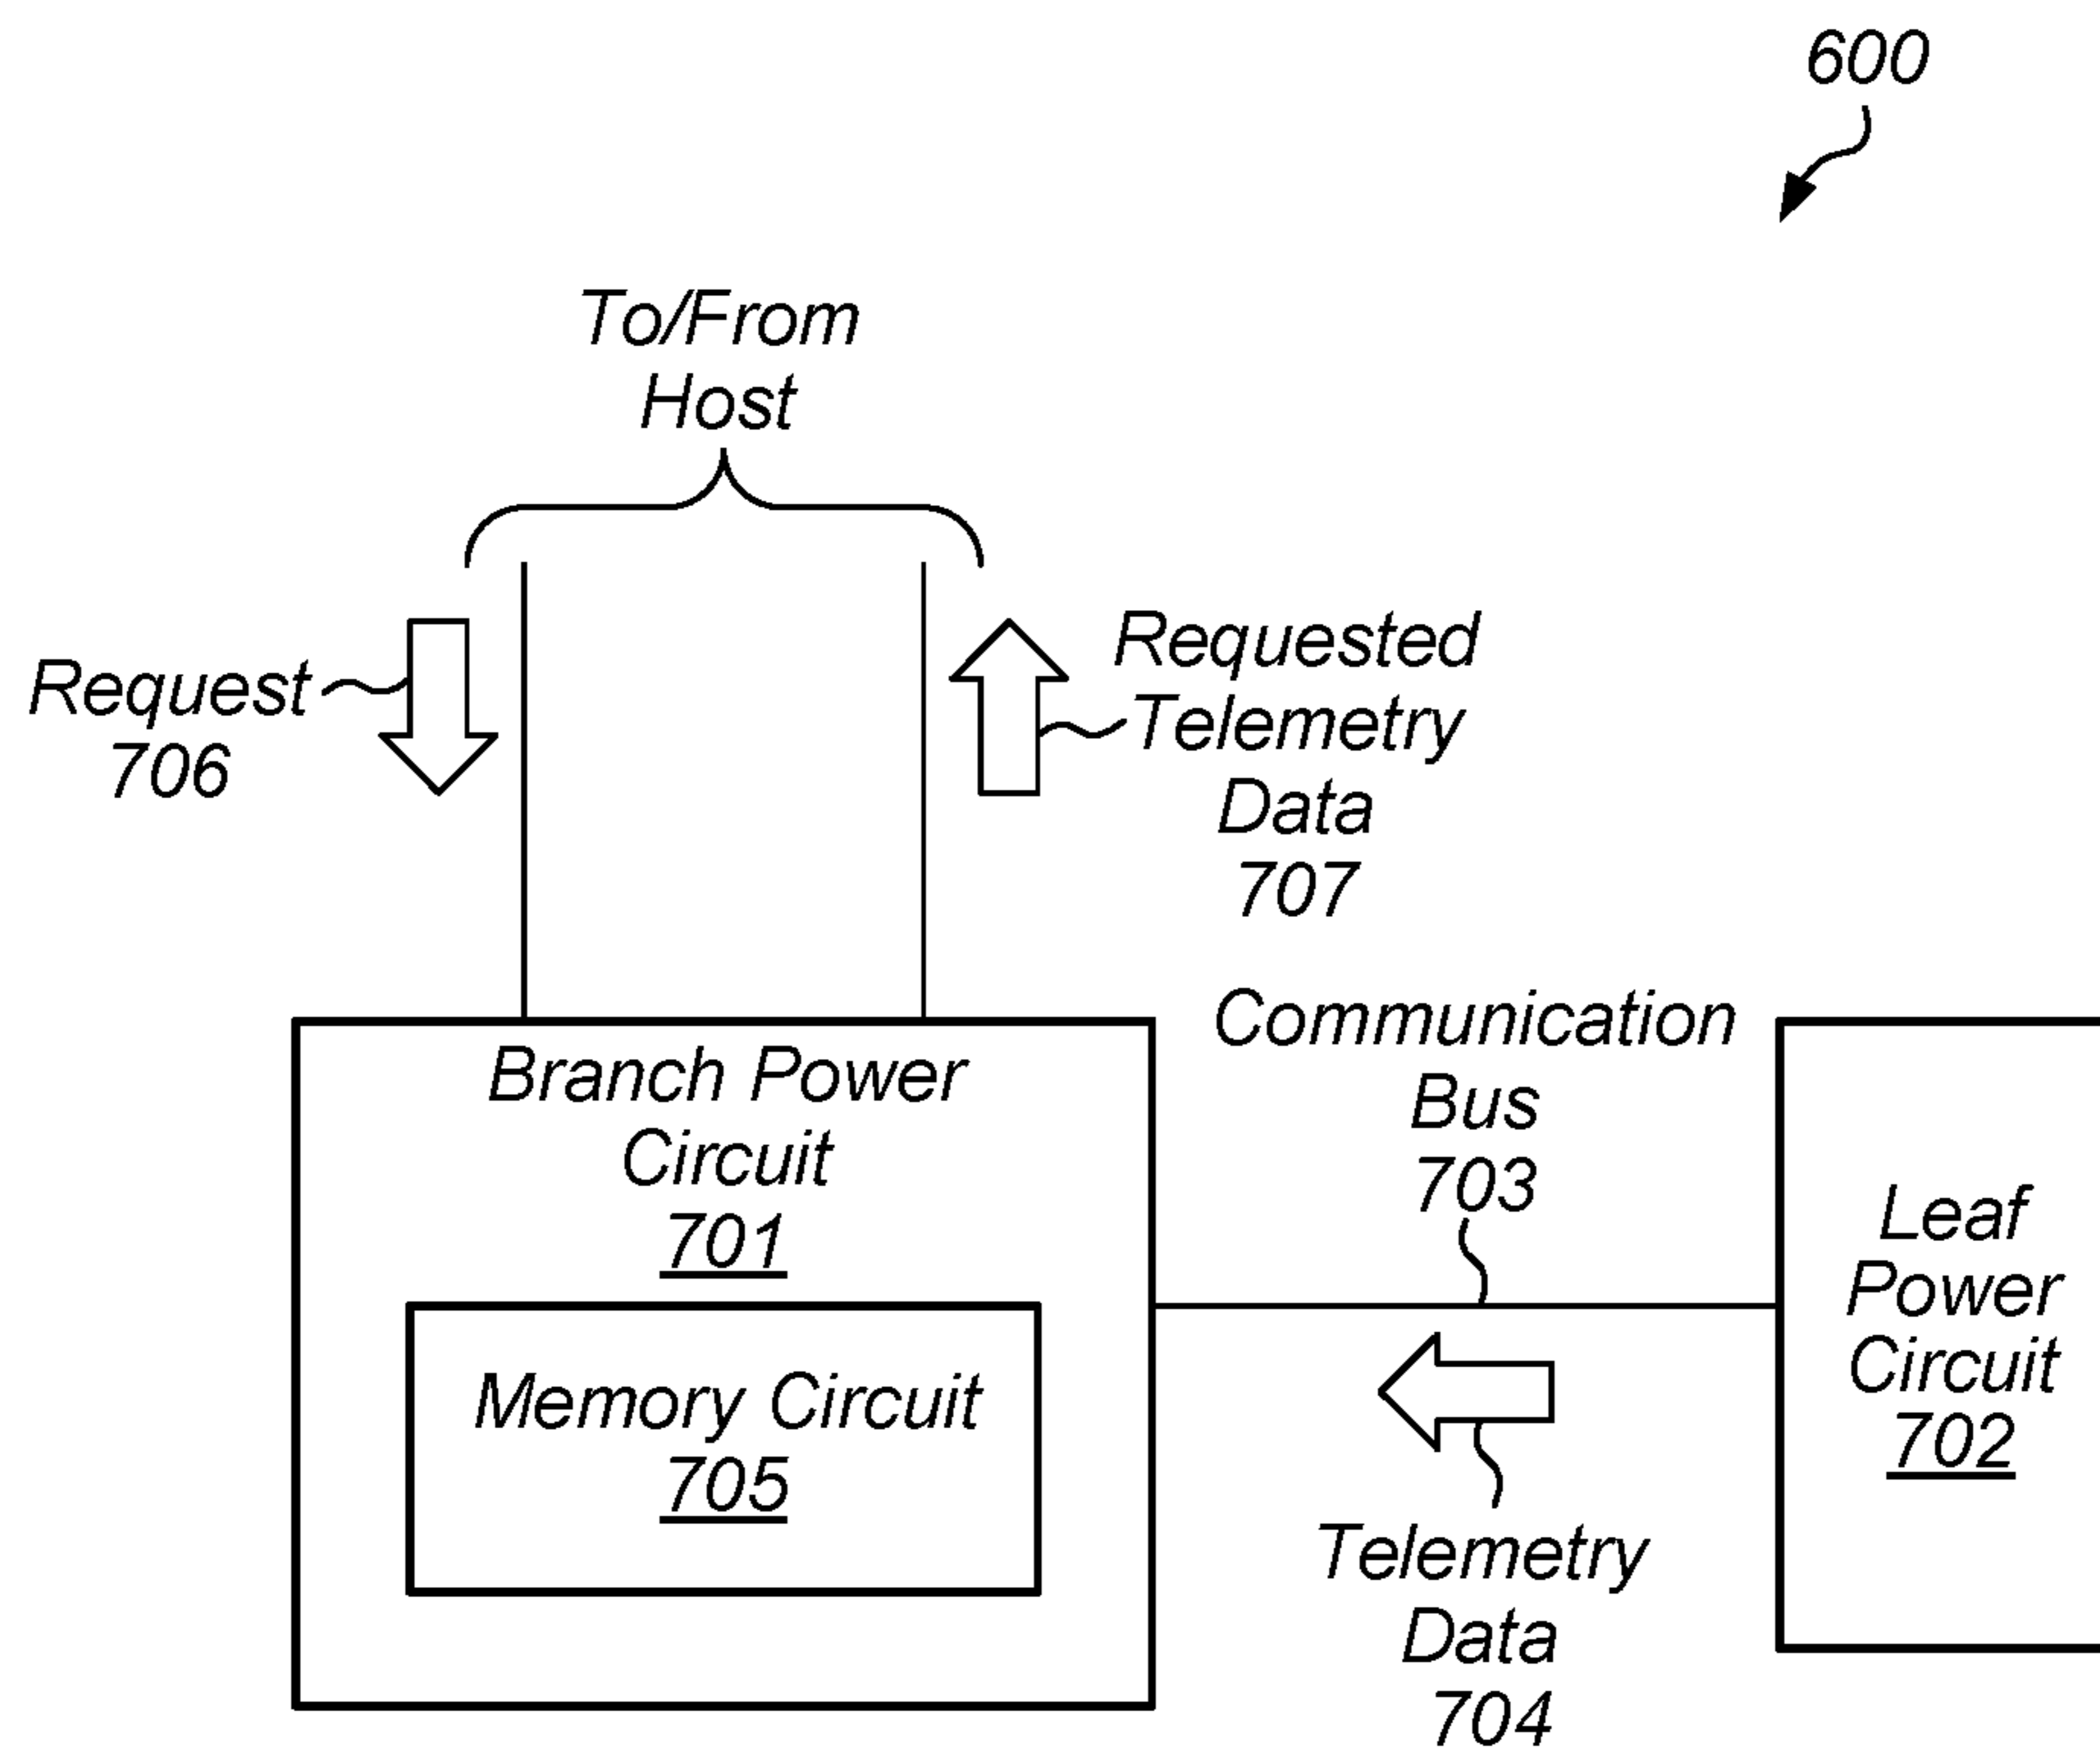 600
To/From
Host
Request
706
Requested
Telemetry
Data
707
Communication
Bus
703
Branch Power
Circuit
701
Memory Circuit
705
Leaf
Power
Circuit
702
Telemetry
Data
704